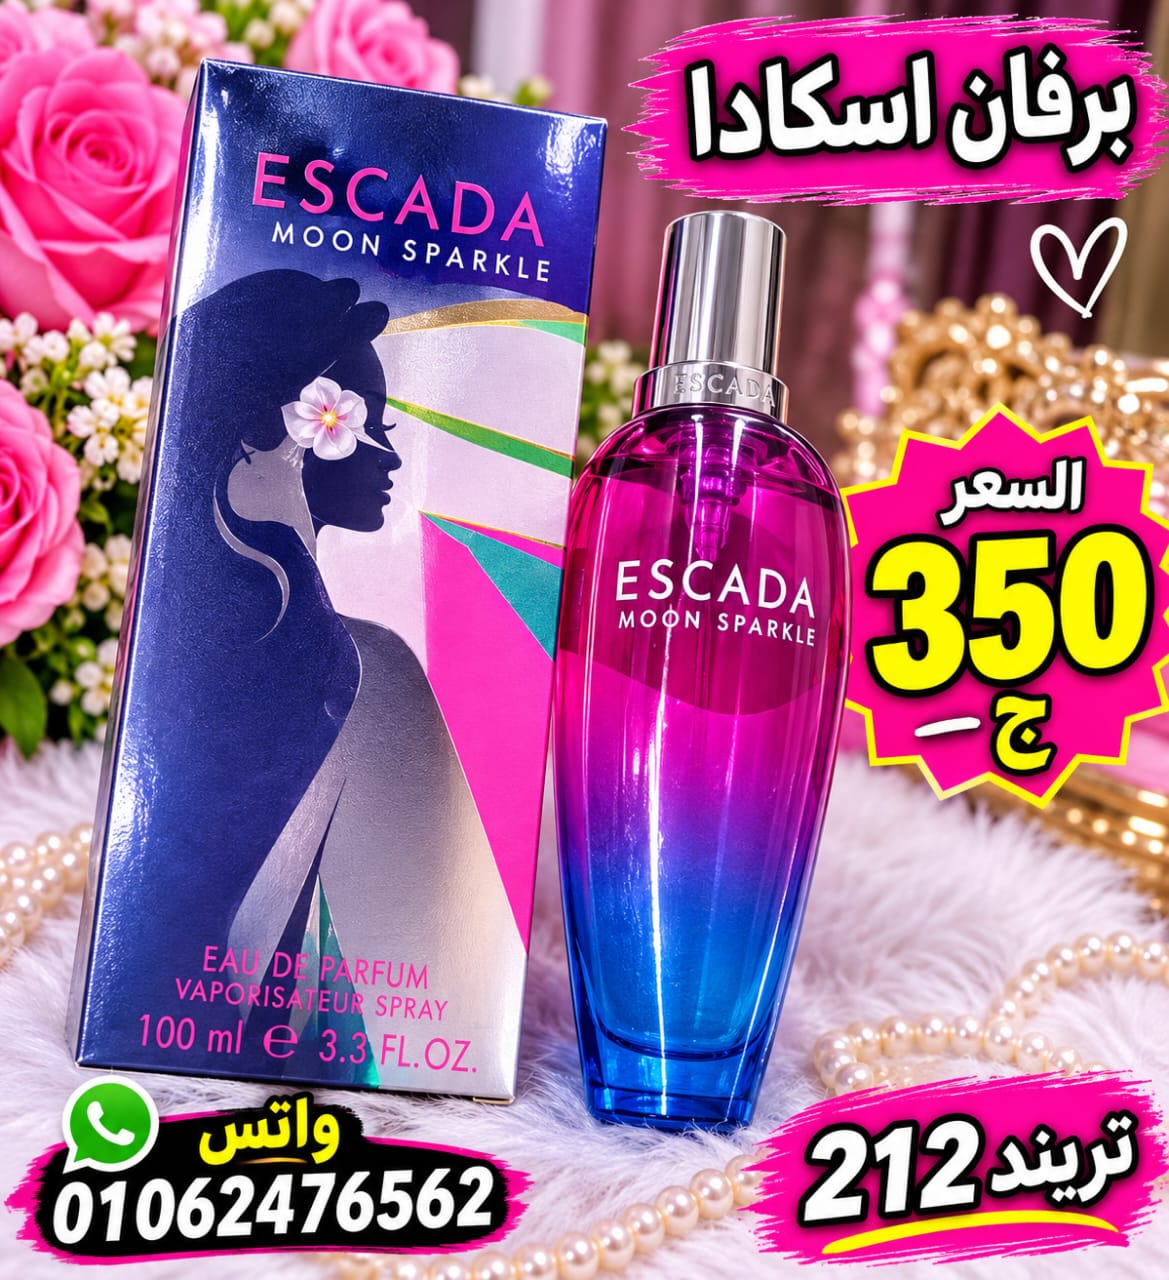 برفان اسكادا
ESCADA
MOON SPARKLE
ESCADA
السعر
350
ج
ESCADA
MOON SPARKLE
EAU DE PARFUM
VAPORISATEUR SPRAY
100 ml e 3.3 FL.OZ.
واتس
01062476562
تريند 212